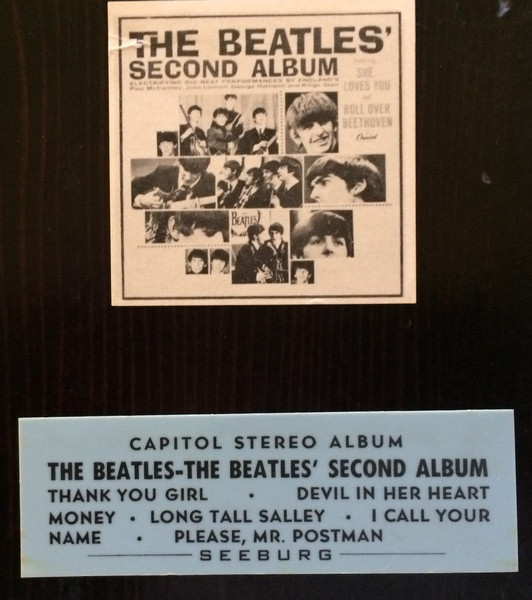 THE BEATLES'
SECOND ALBUM
ELECTRIFYING BIG-BEAT PERFORMANCES BY ENGLAND'S
Paul McCartney, John Lennon, George Harrison and Ringo Starr
featuring
SHE
LOVES YOU
and
ROLL OVER
BEETHOVEN
Capitol
BEATLES
CAPITOL STEREO ALBUM
THE BEATLES-THE BEATLES' SECOND ALBUM
THANK YOU GIRL • DEVIL IN HER HEART
MONEY • LONG TALL SALLEY • I CALL YOUR
NAME • PLEASE, MR. POSTMAN
SEEBURG